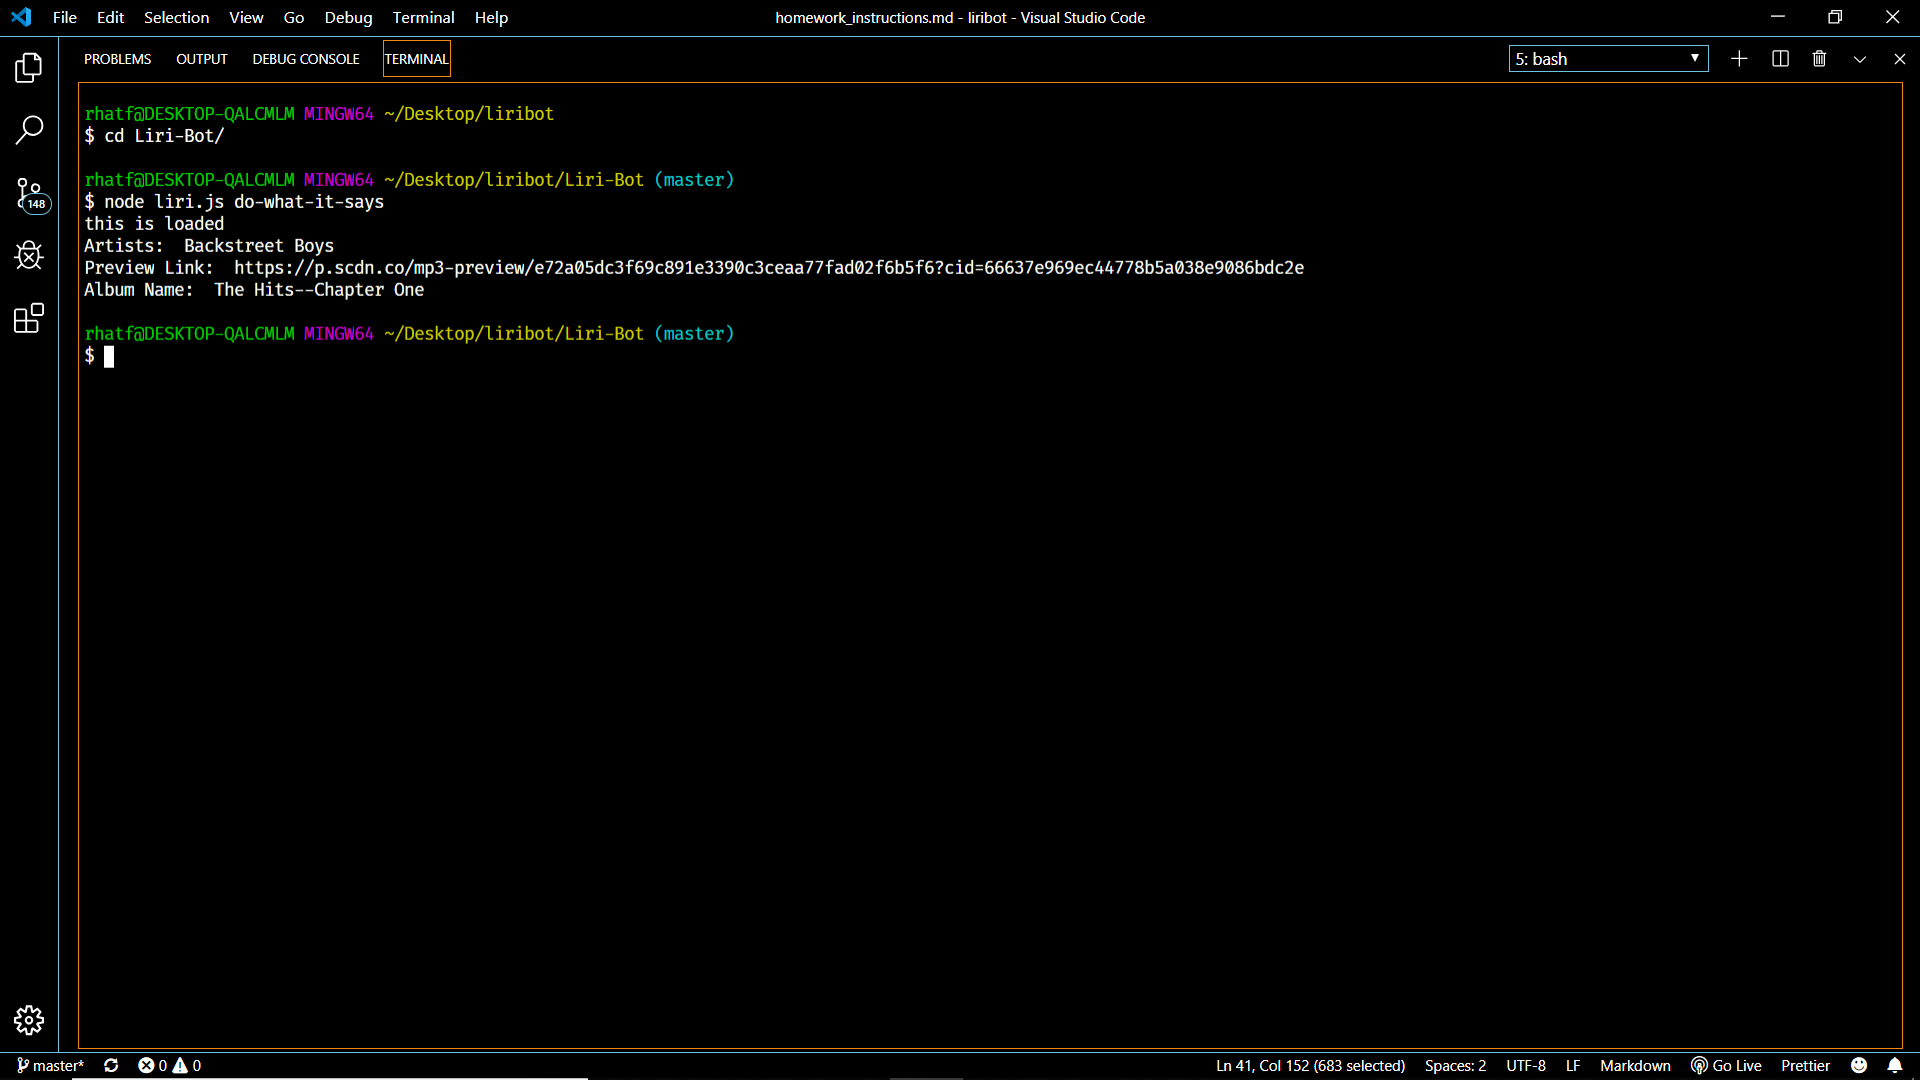 File Edit Selection View Go Debug Terminal Help homework_instructions.md - liribot - Visual Studio Code
PROBLEMS OUTPUT DEBUG CONSOLE TERMINAL 5: bash
rhatf@DESKTOP-QALCMLM MINGW64 ~/Desktop/liribot
$ cd Liri-Bot/
rhatf@DESKTOP-QALCMLM MINGW64 ~/Desktop/liribot/Liri-Bot (master)
$ node liri.js do-what-it-says
this is loaded
Artists:  Backstreet Boys
Preview Link:  https://p.scdn.co/mp3-preview/e72a05dc3f69c891e3390c3ceaa77fad02f6b5f6?cid=66637e969ec44778b5a038e9086bdc2e
Album Name:  The Hits--Chapter One
rhatf@DESKTOP-QALCMLM MINGW64 ~/Desktop/liribot/Liri-Bot (master)
$
148
master* 0 0 Ln 41, Col 152 (683 selected) Spaces: 2 UTF-8 LF Markdown Go Live Prettier